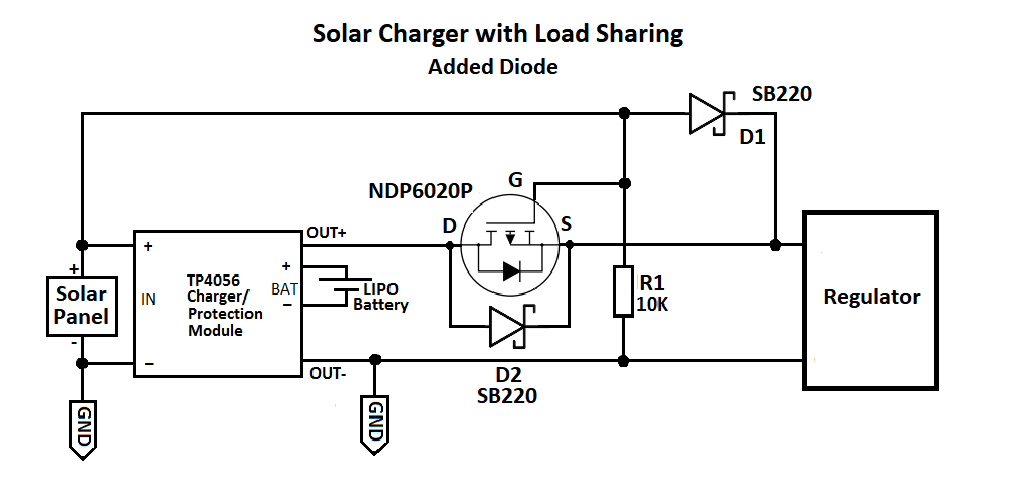 Solar Charger with Load Sharing
Added Diode
SB220
D1
G
NDP6020P
D
S
OUT+
+
+
+
TP4056
Charger/
Protection
Module
IN
BAT
-
LIPO
Battery
Solar
Panel
-
-
OUT-
R1
10K
Regulator
D2
SB220
GND
GND